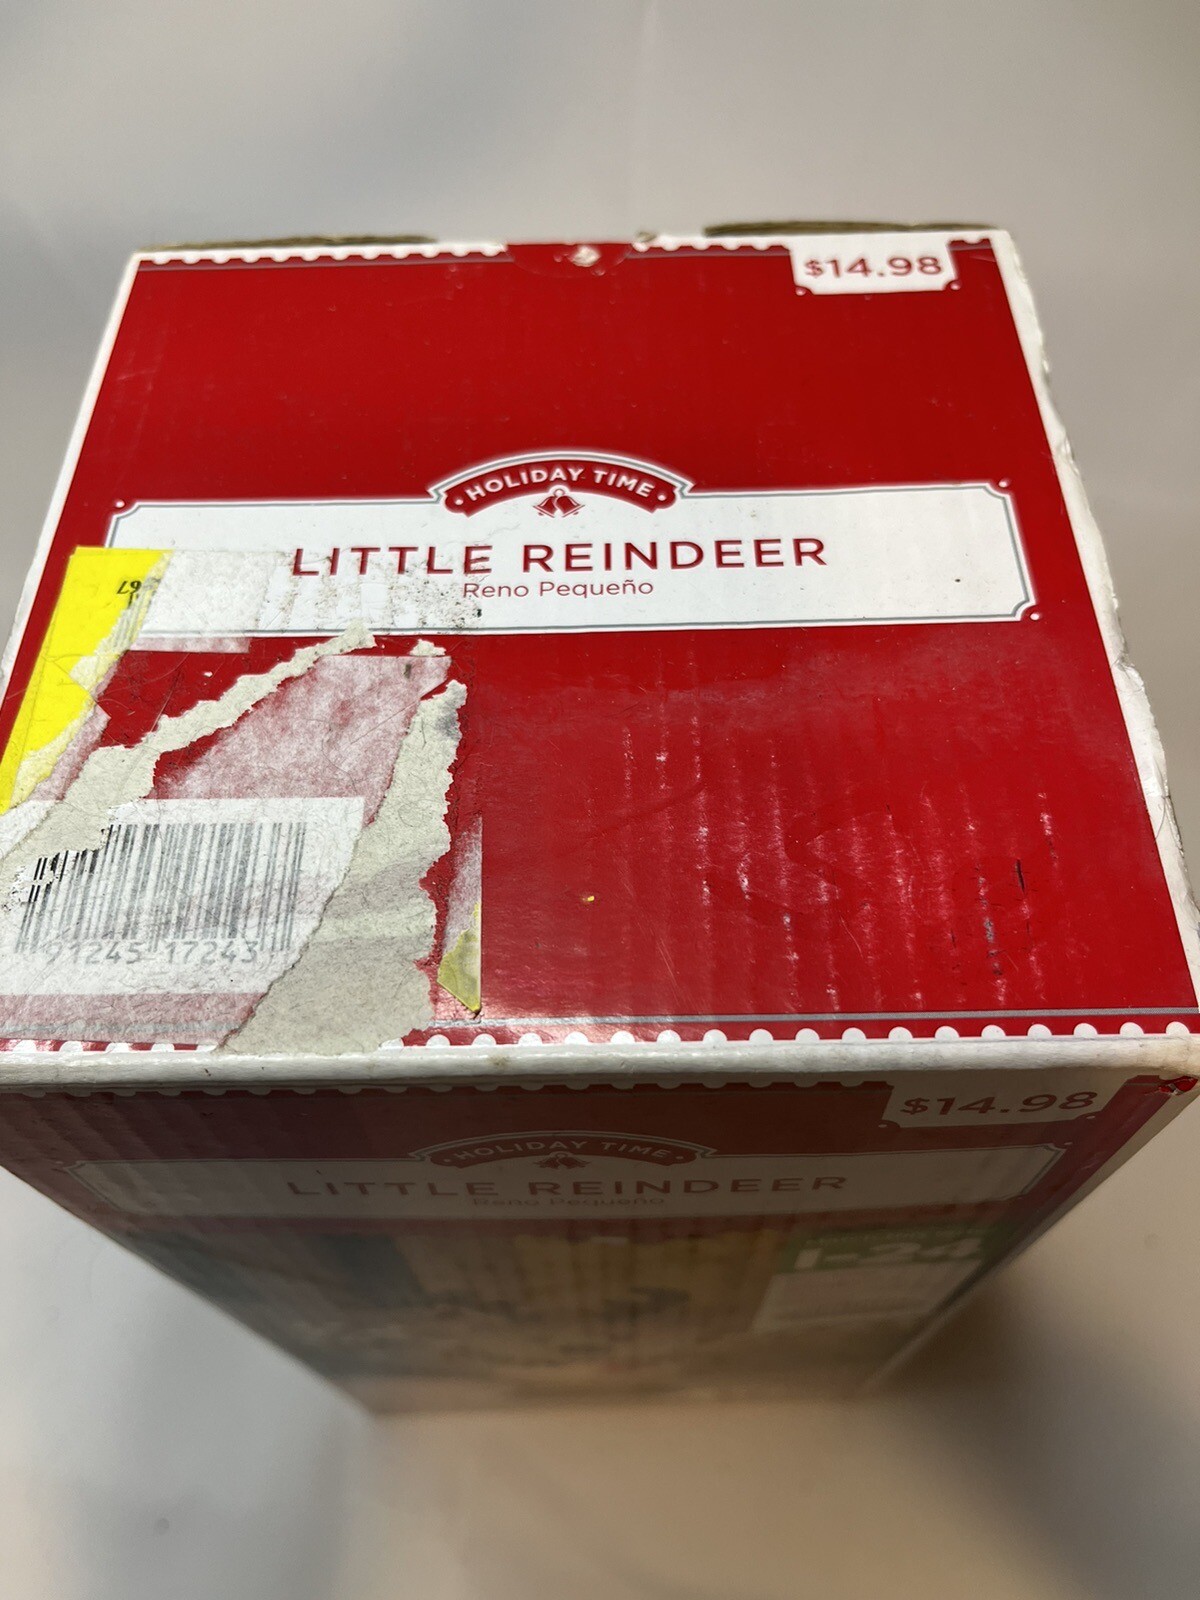 $14.98
HOLIDAY TIME
LITTLE REINDEER
Reno Pequeño
91245 17243
$14.98
HOLIDAY TIME
LITTLE REINDEER
Reno Pequeño